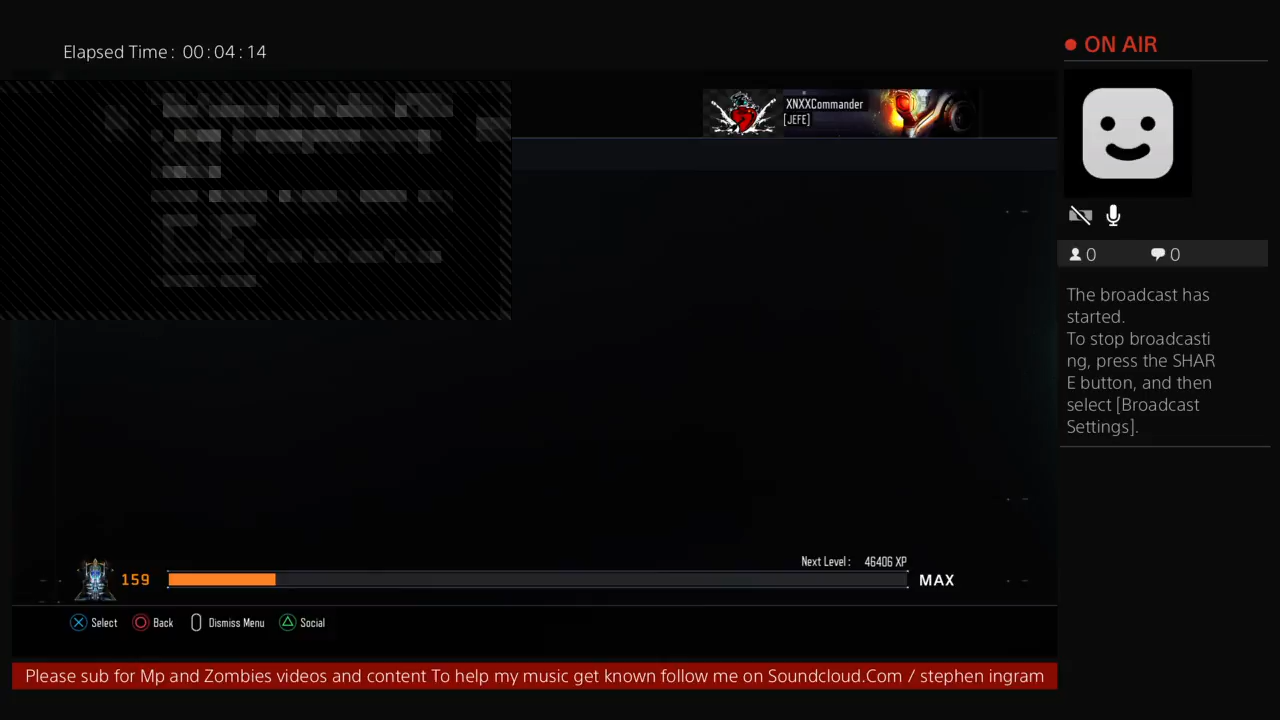 Elapsed Time: 00:04:14
ON AIR
XNXXCommander
[JEFE]
0 0
The broadcast has
started.
To stop broadcasti
ng, press the SHAR
E button, and then
select [Broadcast
Settings].
Next Level: 46406 XP
159 MAX
Select Back Dismiss Menu Social
Please sub for Mp and Zombies videos and content To help my music get known follow me on Soundcloud.Com / stephen ingram